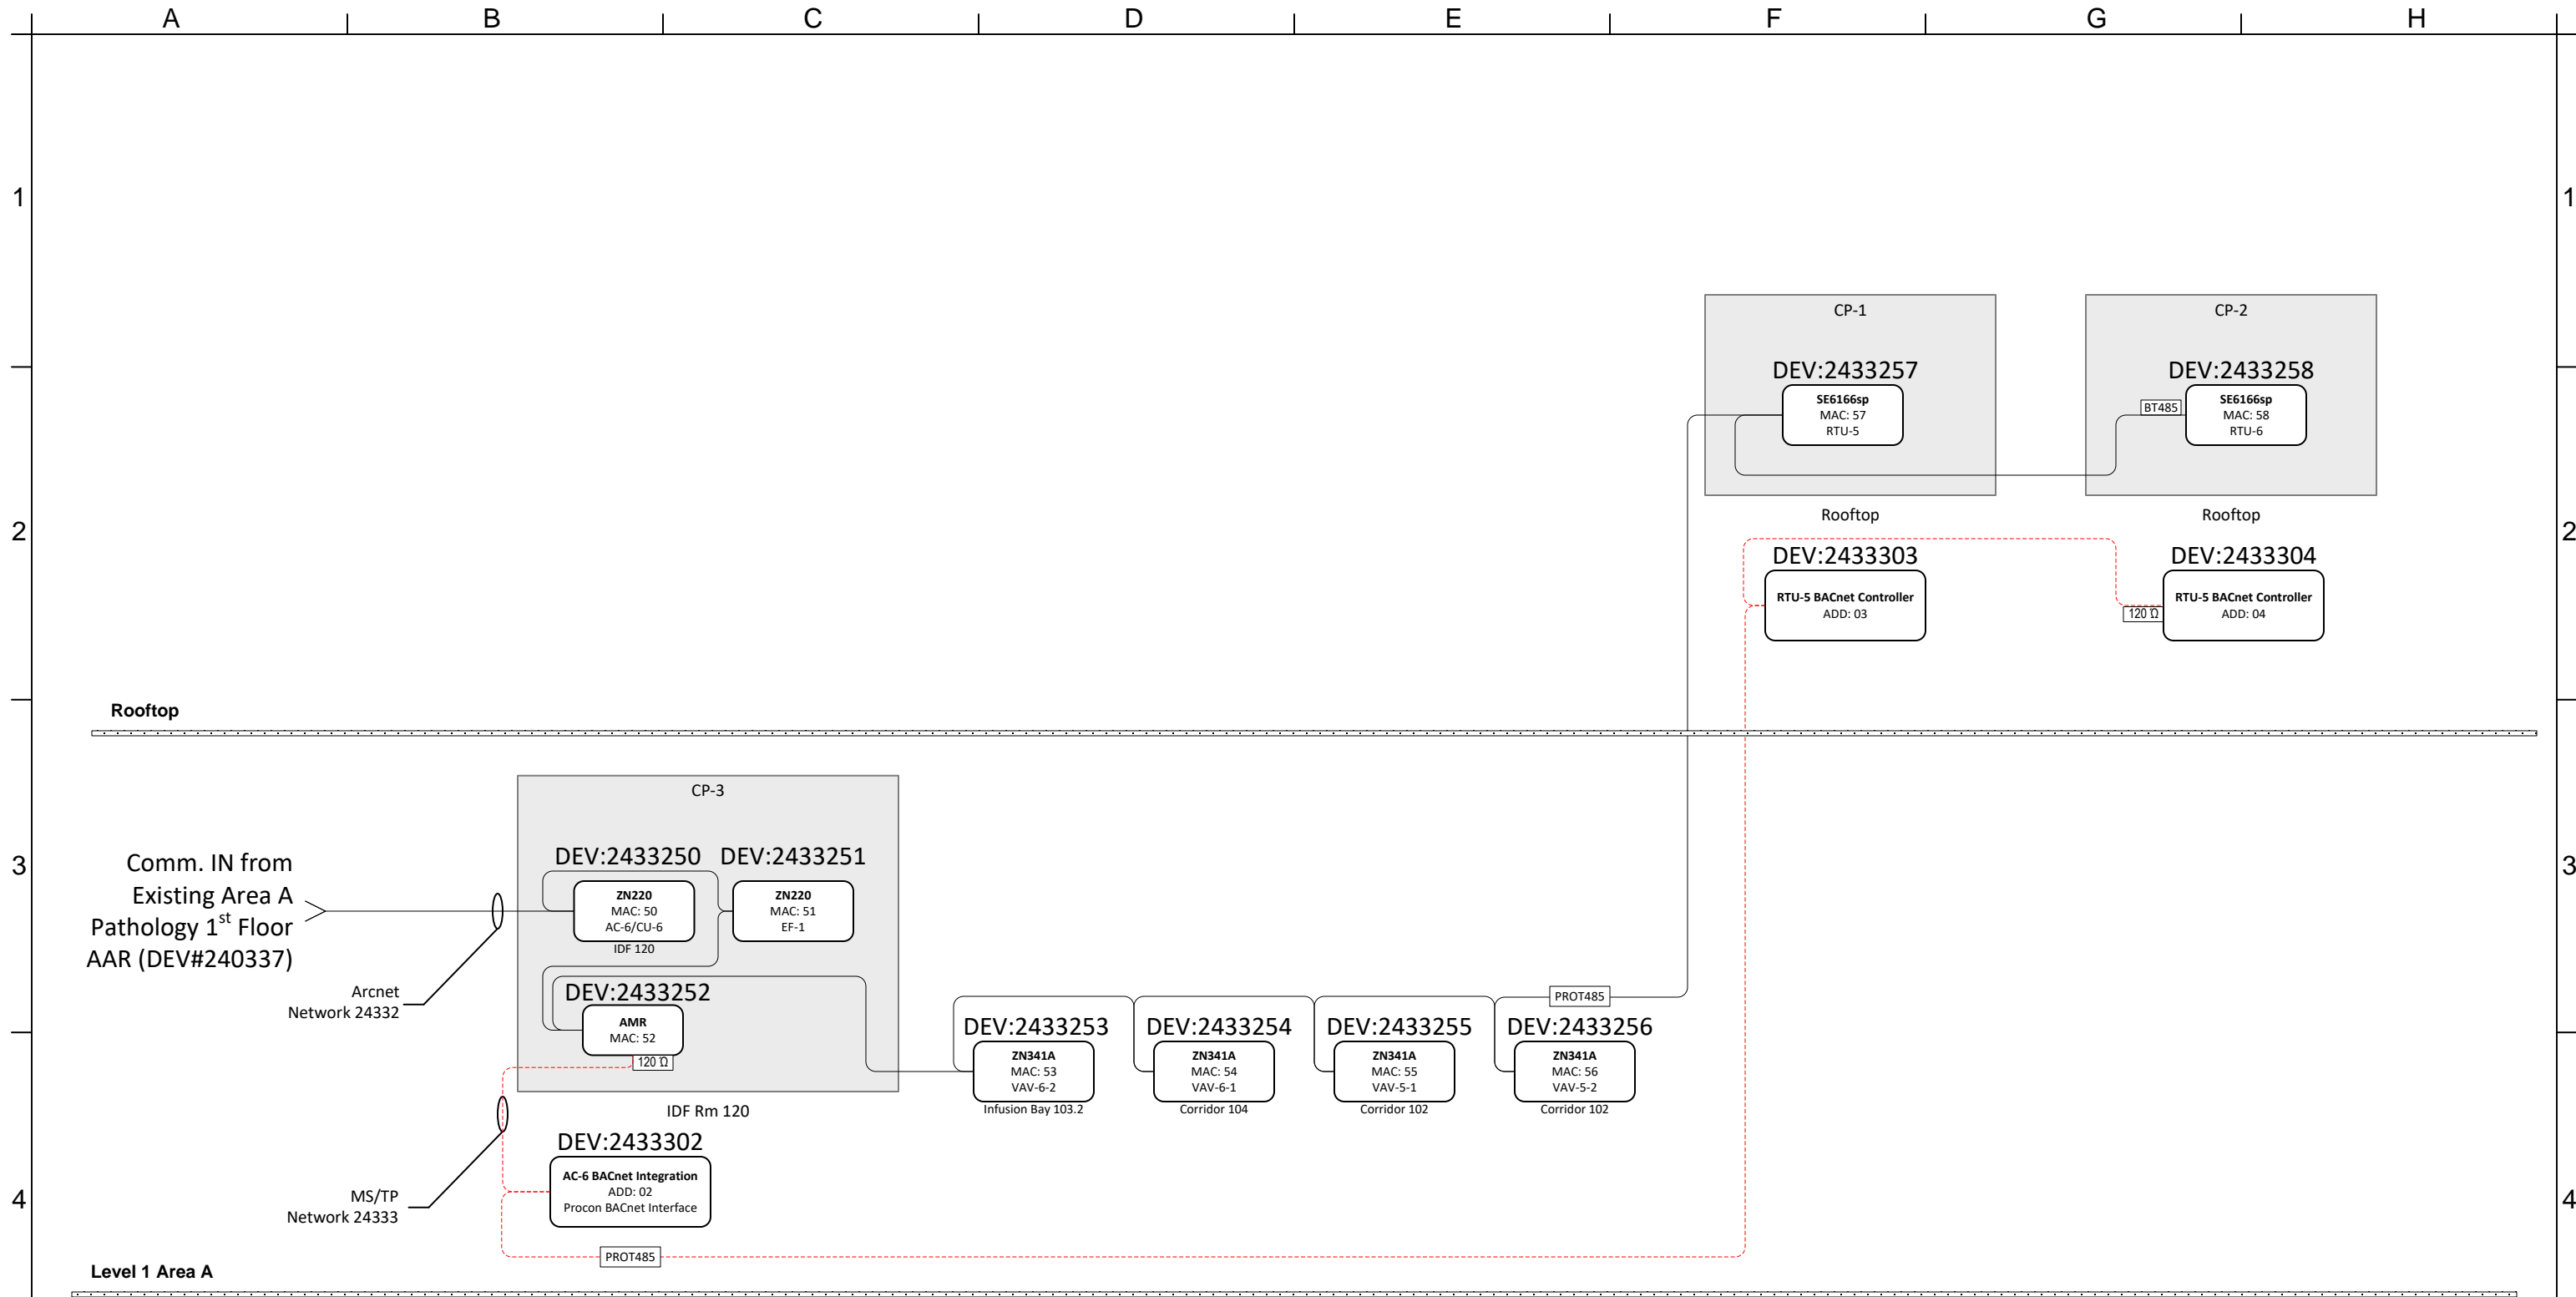 A B C D E F G H
1 1
CP-1
DEV:2433257
SE6166sp
MAC: 57
RTU-5
Rooftop
CP-2
DEV:2433258
BT485
SE6166sp
MAC: 58
RTU-6
Rooftop
2 2
DEV:2433303
RTU-5 BACnet Controller
ADD: 03
DEV:2433304
RTU-5 BACnet Controller
ADD: 04
120 Ω
Rooftop
3 3
Comm. IN from
Existing Area A
Pathology 1st Floor
AAR (DEV#240337)
Arcnet
Network 24332
CP-3
DEV:2433250
ZN220
MAC: 50
AC-6/CU-6
IDF 120
DEV:2433251
ZN220
MAC: 51
EF-1
DEV:2433252
AMR
MAC: 52
120 Ω
IDF Rm 120
DEV:2433253
ZN341A
MAC: 53
VAV-6-2
Infusion Bay 103.2
DEV:2433254
ZN341A
MAC: 54
VAV-6-1
Corridor 104
DEV:2433255
ZN341A
MAC: 55
VAV-5-1
Corridor 102
PROT485
DEV:2433256
ZN341A
MAC: 56
VAV-5-2
Corridor 102
4 4
MS/TP
Network 24333
DEV:2433302
AC-6 BACnet Integration
ADD: 02
Procon BACnet Interface
PROT485
Level 1 Area A